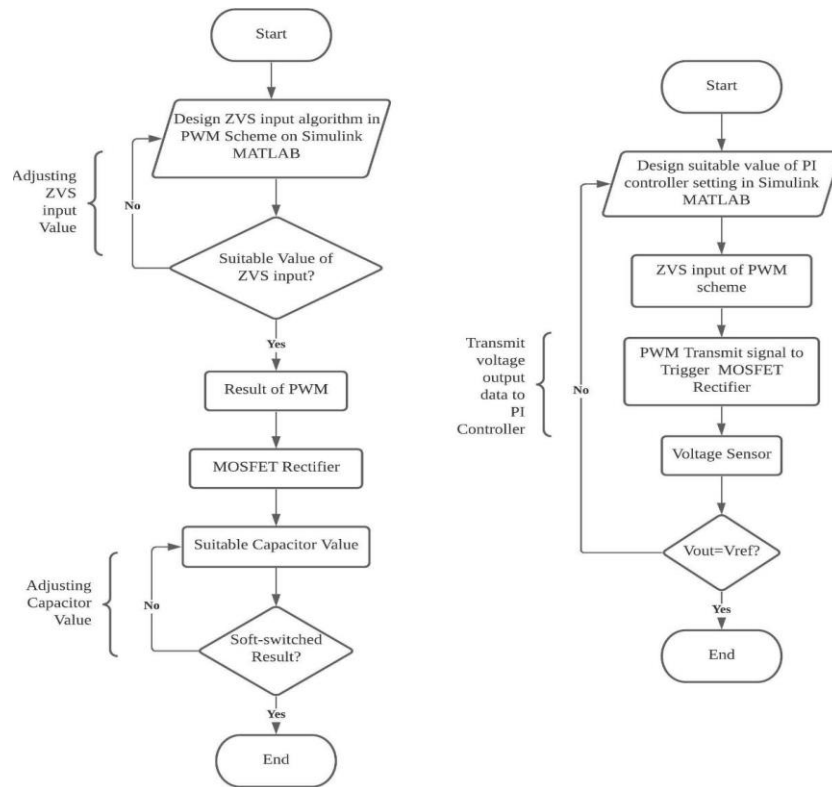 Start
Design ZVS input algorithm in
PWM Scheme on Simulink
MATLAB
Adjusting
ZVS
input
Value
No
Suitable Value of
ZVS input?
Yes
Result of PWM
MOSFET Rectifier
Suitable Capacitor Value
Adjusting
Capacitor
Value
No
Soft-switched
Result?
Yes
End
Start
Design suitable value of PI
controller setting in Simulink
MATLAB
ZVS input of PWM
scheme
PWM Transmit signal to
Trigger MOSFET
Rectifier
Transmit
voltage
output
data to
PI
Controller
No
Voltage Sensor
Vout=Vref?
Yes
End